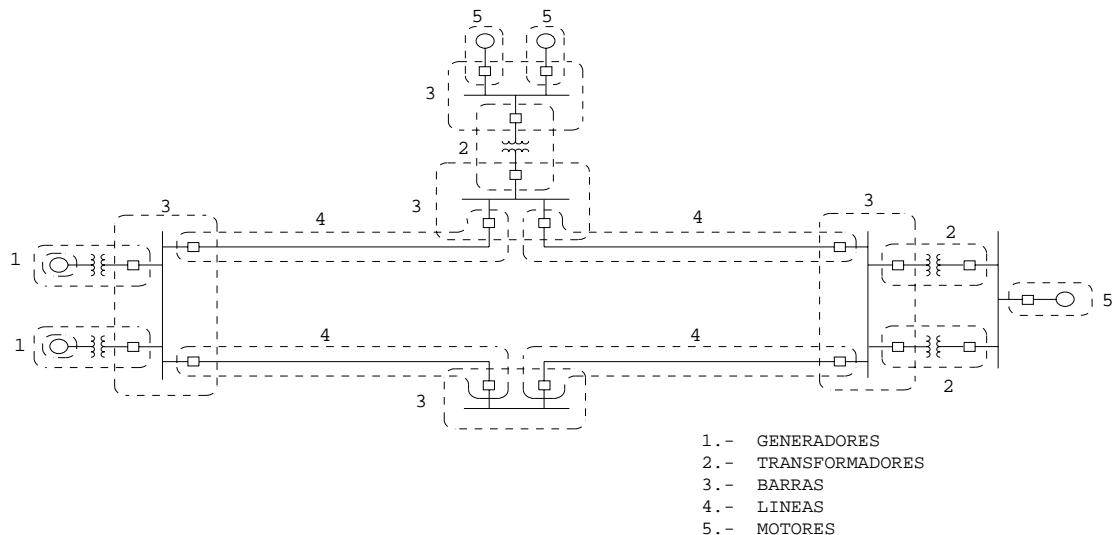 5 5
3
2
3 4 3 4 3
2
1
5
1 4 4
2
3
1.- GENERADORES
2.- TRANSFORMADORES
3.- BARRAS
4.- LINEAS
5.- MOTORES